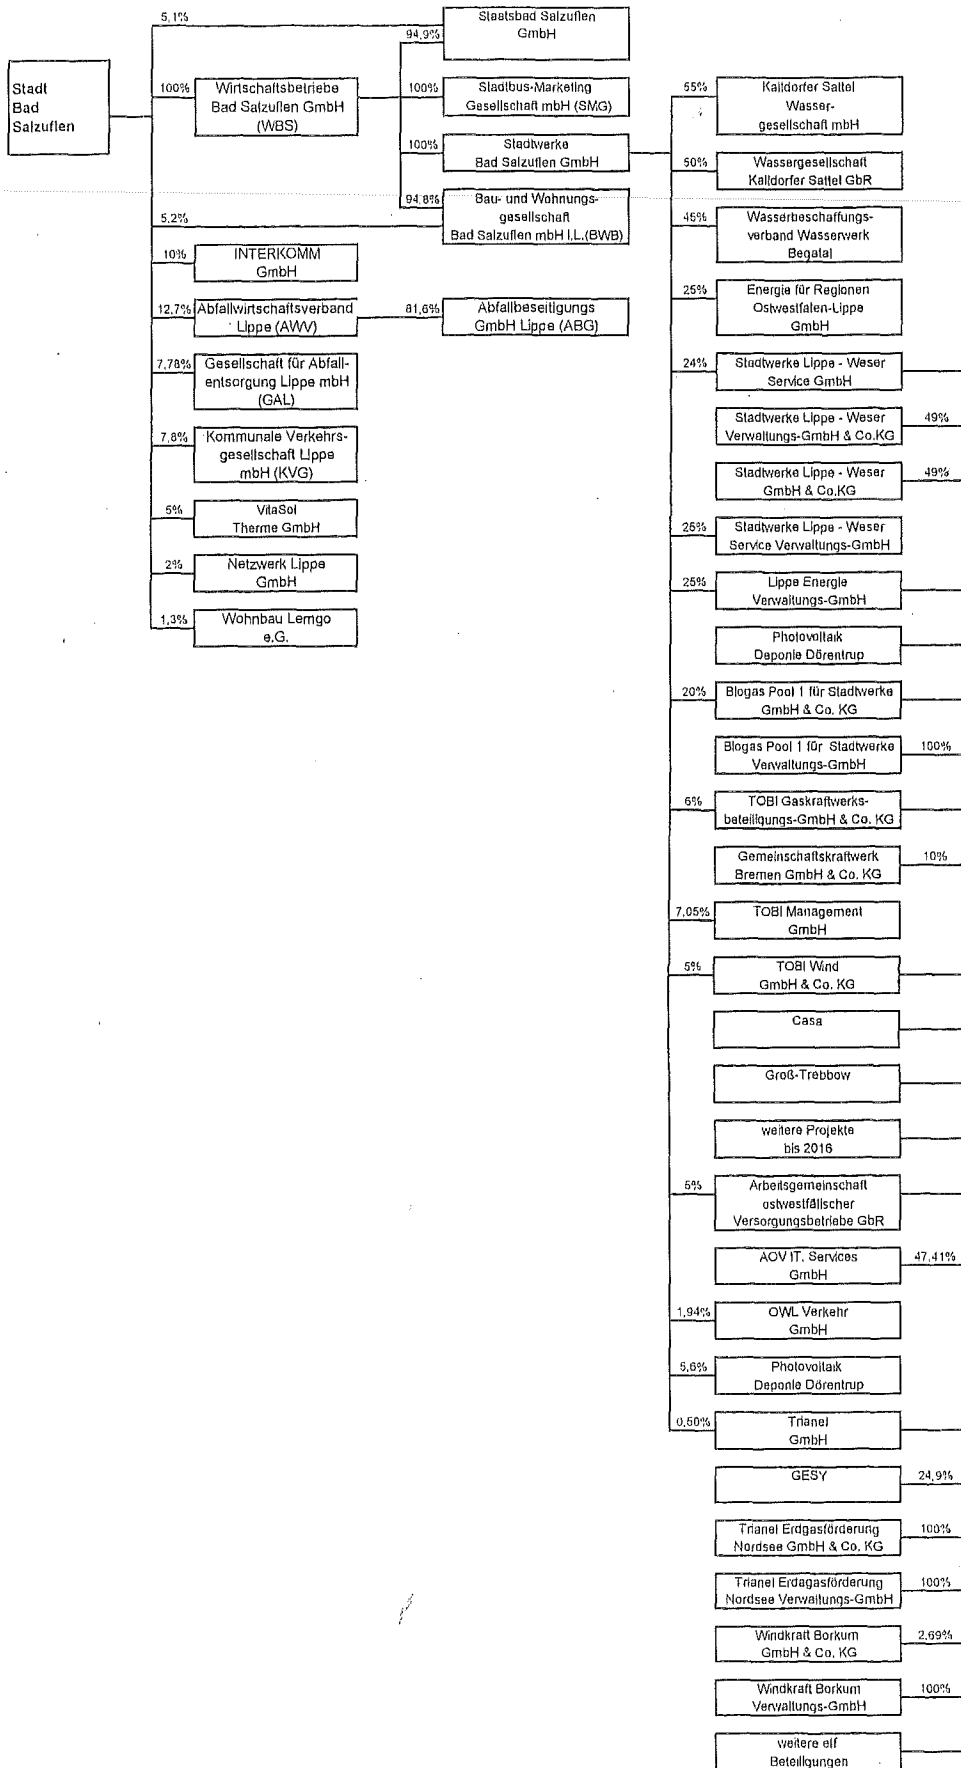 Stadt
Bad
Salzuflen
5,1%
Staatsbad Salzuflen
GmbH
94,9%
100%
Wirtschaftsbetriebe
Bad Salzuflen GmbH
(WBS)
100%
Stadtbus-Marketing
Gesellschaft mbH (SMG)
100%
Stadtwerke
Bad Salzuflen GmbH
94,8%
Bau- und Wohnungs-
gesellschaft
Bad Salzuflen mbH i.L.(BWB)
5,2%
10%
INTERKOMM
GmbH
12,7%
Abfallwirtschaftsverband
Lippe (AWV)
81,6%
Abfallbeseitigungs
GmbH Lippe (ABG)
7,78%
Gesellschaft für Abfall-
entsorgung Lippe mbH
(GAL)
7,8%
Kommunale Verkehrs-
gesellschaft Lippe
mbH (KVG)
5%
VitaSol
Therme GmbH
2%
Netzwerk Lippe
GmbH
1,3%
Wohnbau Lemgo
e.G.
Kalldorfer Sattel
Wasser-
gesellschaft mbH
50%
Wassergesellschaft
Kalldorfer Sattel GbR
Wasserbeschaffungs-
verband Wasserwerk
Begatal
25%
Energie für Regionen
Ostwestfalen-Lippe
GmbH
24%
Stadtwerke Lippe - Weser
Service GmbH
Stadtwerke Lippe - Weser
Verwaltungs-GmbH & Co.KG
49%
Stadtwerke Lippe - Weser
GmbH & Co.KG
49%
25%
Stadtwerke Lippe - Weser
Service Verwaltungs-GmbH
25%
Lippe Energie
Verwaltungs-GmbH
Photovoltaik
Deponie Dörentrup
20%
Biogas Pool 1 für Stadtwerke
GmbH & Co. KG
Biogas Pool 1 für Stadtwerke
Verwaltungs-GmbH
100%
6%
TOBI Gaskraftwerks-
beteiligungs-GmbH & Co. KG
Gemeinschaftskraftwerk
Bremen GmbH & Co. KG
10%
7,05%
TOBI Management
GmbH
5%
TOBI Wind
GmbH & Co. KG
Casa
Groß-Trebbow
weitere Projekte
bis 2016
5%
Arbeitsgemeinschaft
ostwestfälischer
Versorgungsbetriebe GbR
AOV IT. Services
GmbH
47,41%
1,94%
OWL Verkehr
GmbH
5,6%
Photovoltaik
Deponie Dörentrup
0,50%
Trianel
GmbH
GESY
24,9%
Trianel Erdgasförderung
Nordsee GmbH & Co. KG
100%
Trianel Erdagasförderung
Nordsee Verwaltungs-GmbH
100%
Windkraft Borkum
GmbH & Co. KG
2,69%
Windkraft Borkum
Verwaltungs-GmbH
100%
weitere elf
Beteiligungen